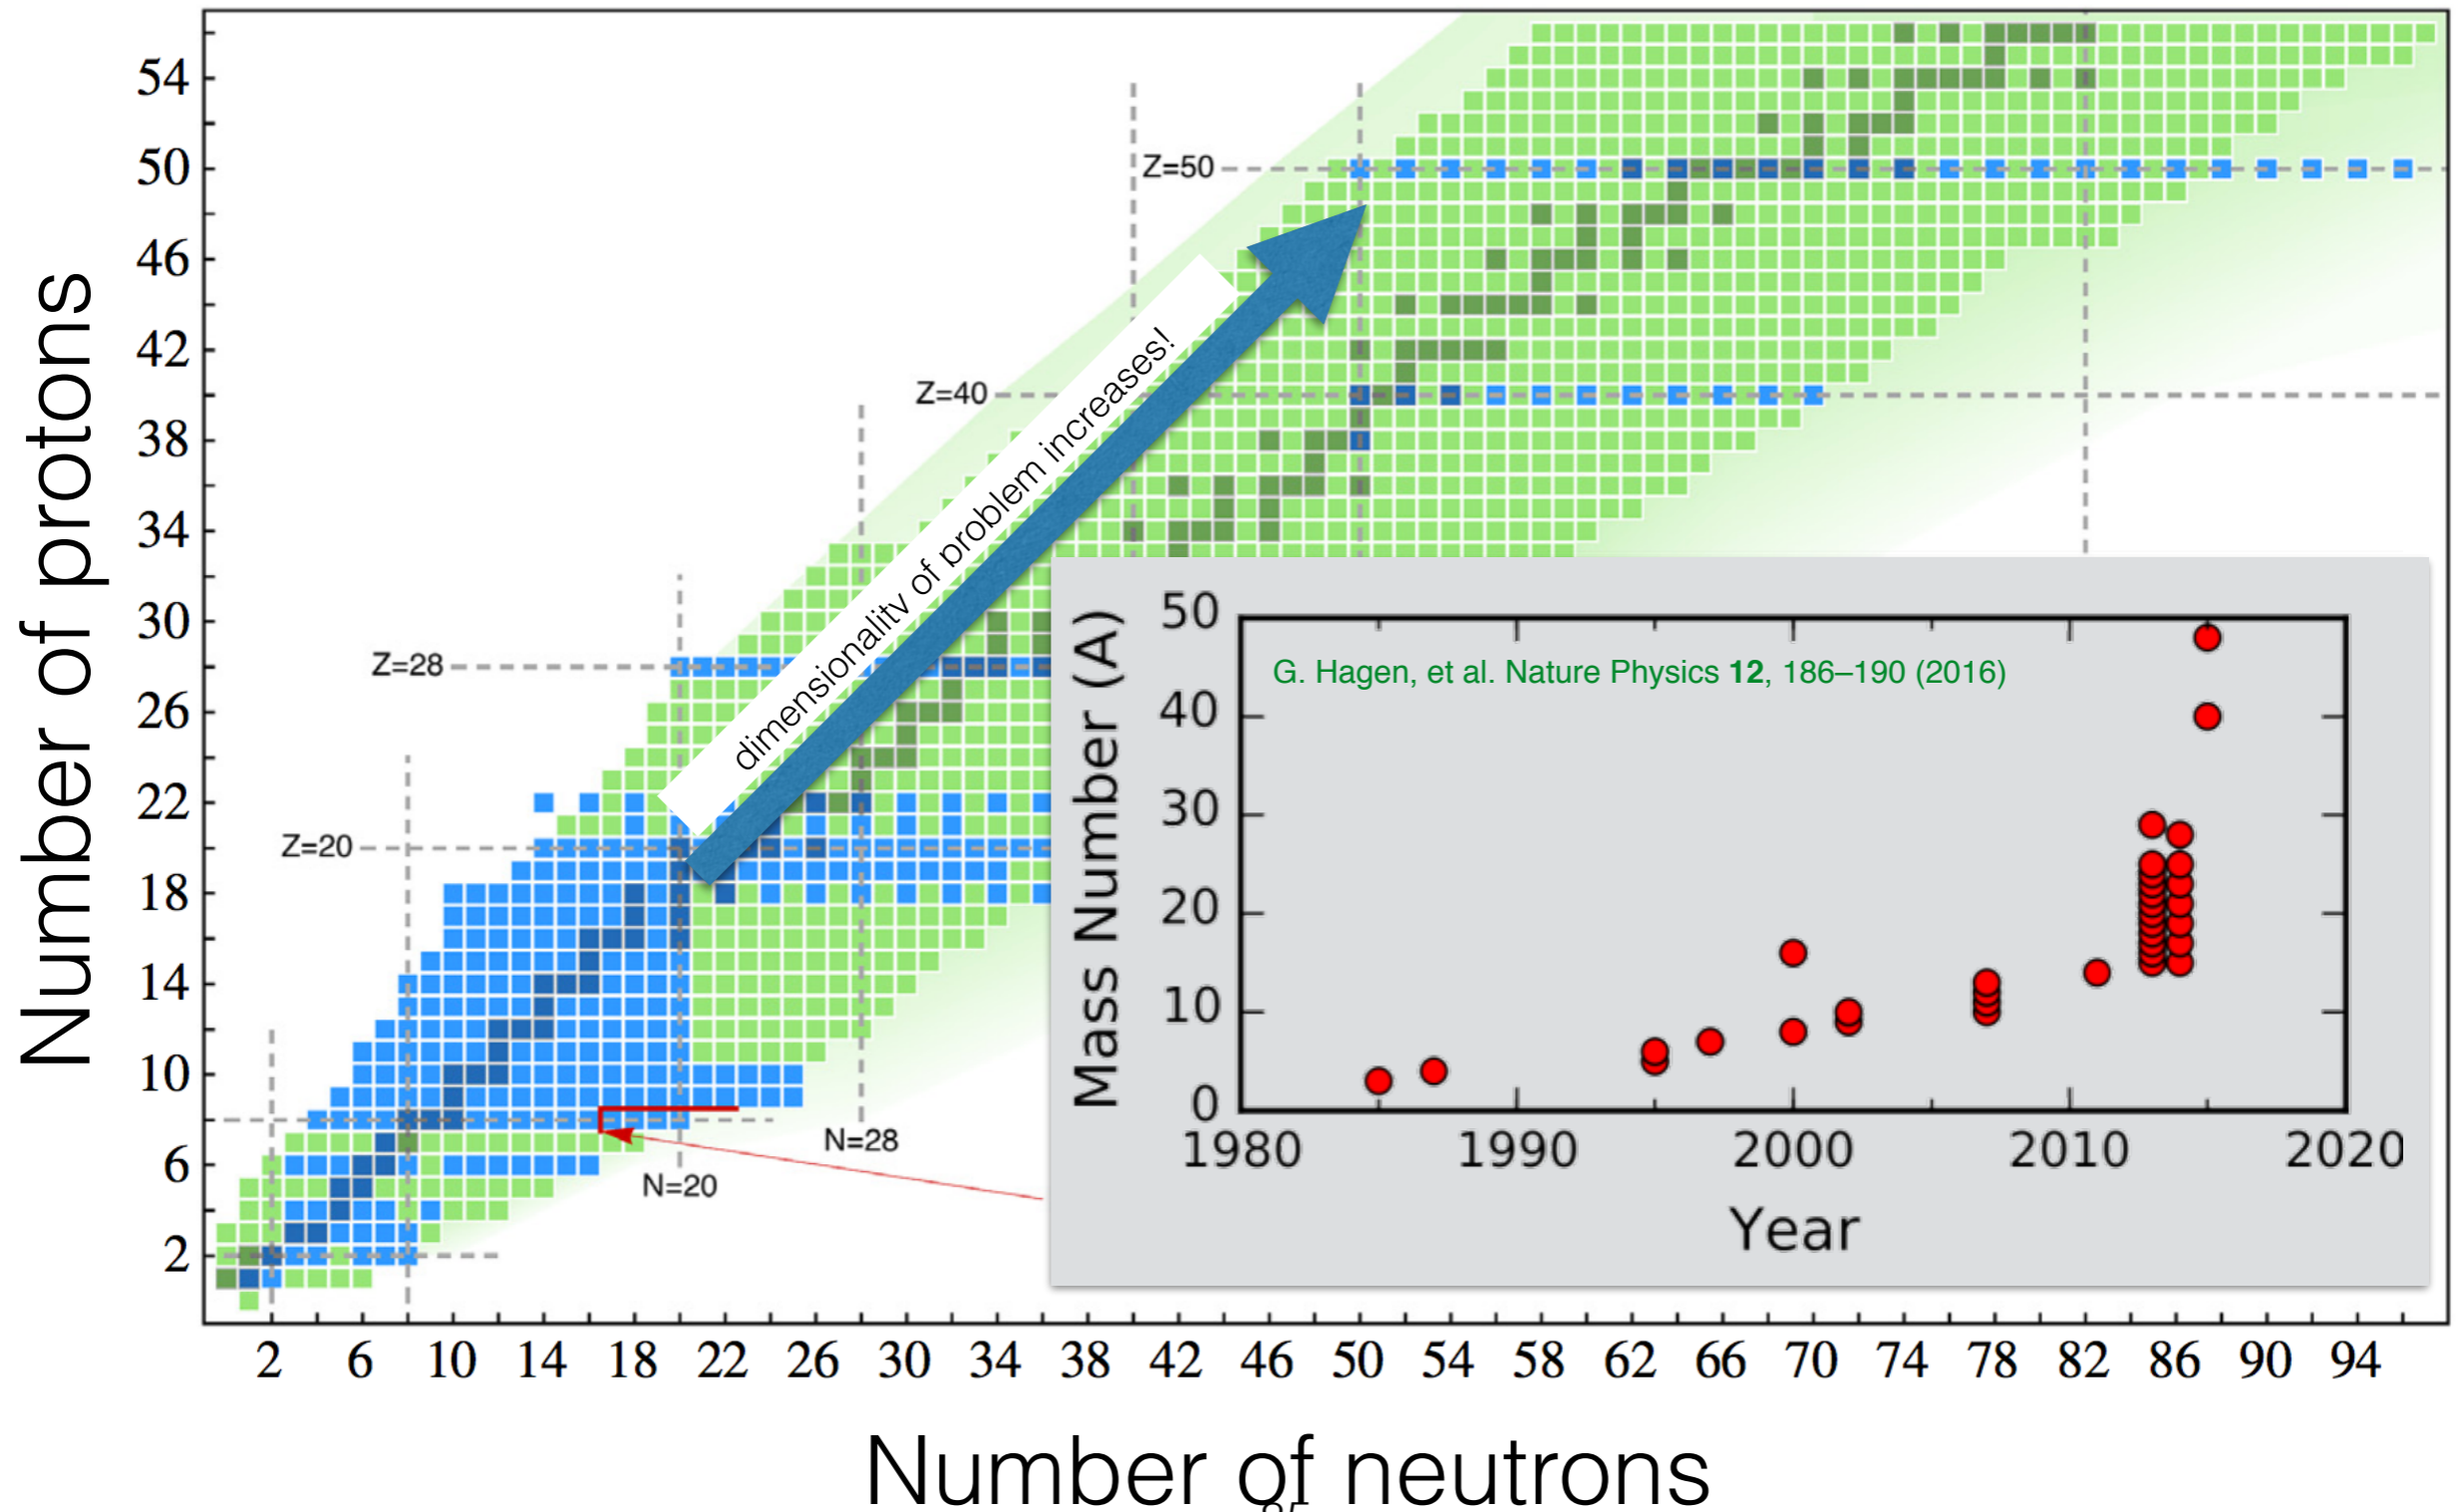 Number of protons
54
50
46
42
38
34
30
26
22
18
14
10
6
2
Z=50
Z=40
Z=28
Z=20
N=28
N=20
dimensionality of problem increases!
Mass Number (A)
50
40
30
20
10
0
G. Hagen, et al. Nature Physics 12, 186–190 (2016)
1980 1990 2000 2010 2020
Year
2 6 10 14 18 22 26 30 34 38 42 46 50 54 58 62 66 70 74 78 82 86 90 94
Number of neutrons